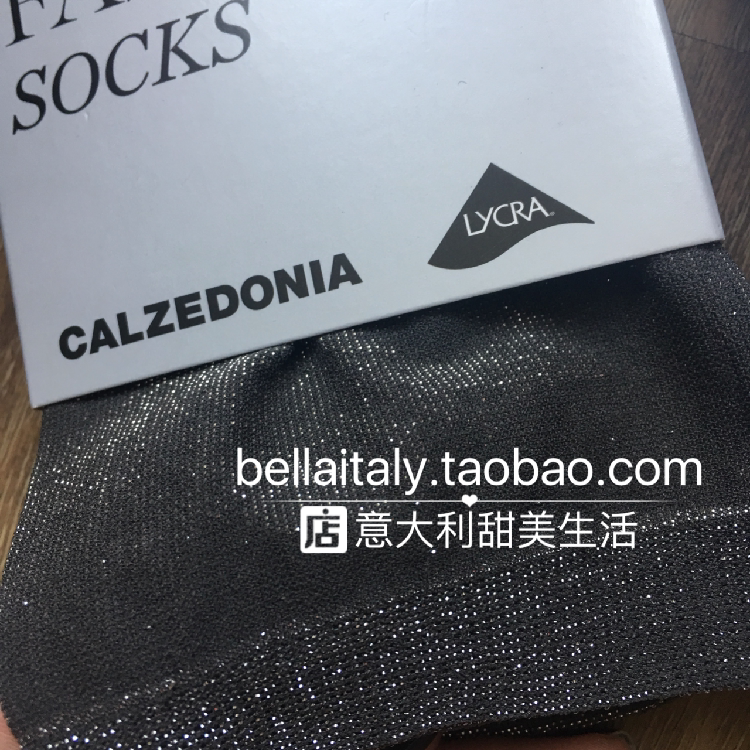 SOCKS
LYCRA
CALZEDONIA
bellaitaly.taobao.com
店 意大利甜美生活